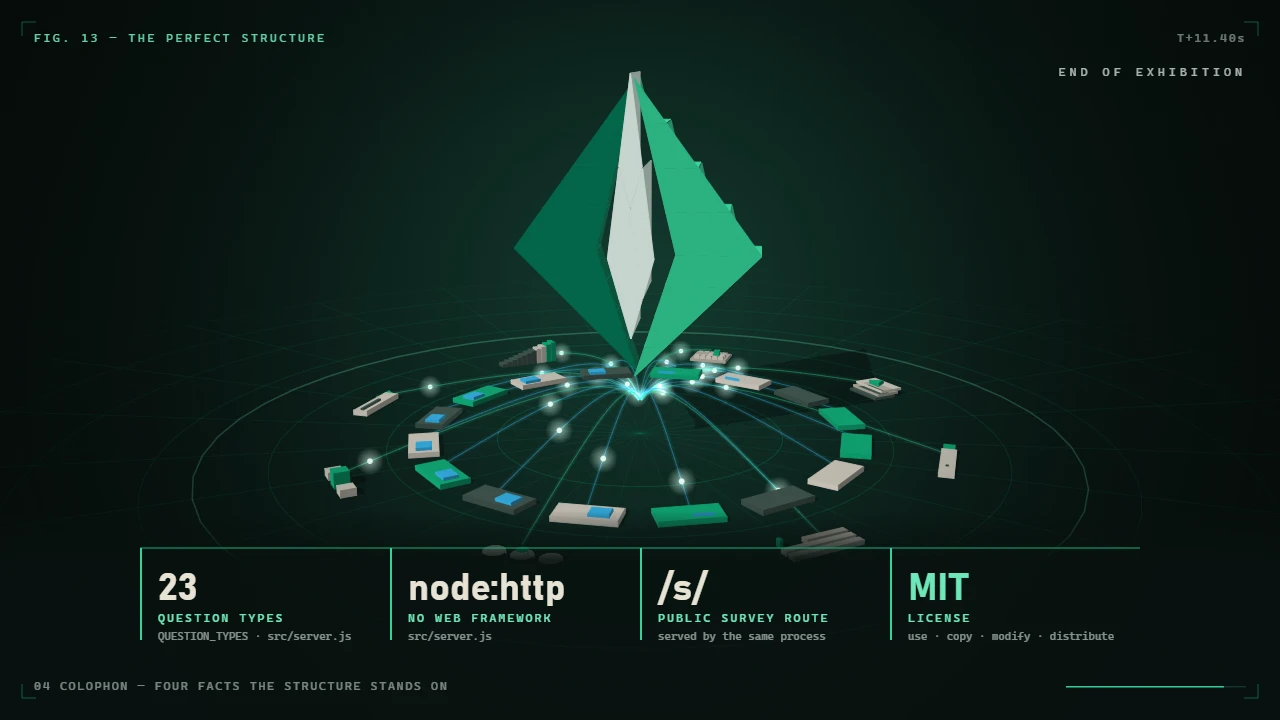 FIG. 13 — THE PERFECT STRUCTURE
T+11.40s
END OF EXHIBITION
23
QUESTION TYPES
QUESTION_TYPES · src/server.js
node:http
NO WEB FRAMEWORK
src/server.js
/s/
PUBLIC SURVEY ROUTE
served by the same process
MIT
LICENSE
use · copy · modify · distribute
04 COLOPHON — FOUR FACTS THE STRUCTURE STANDS ON